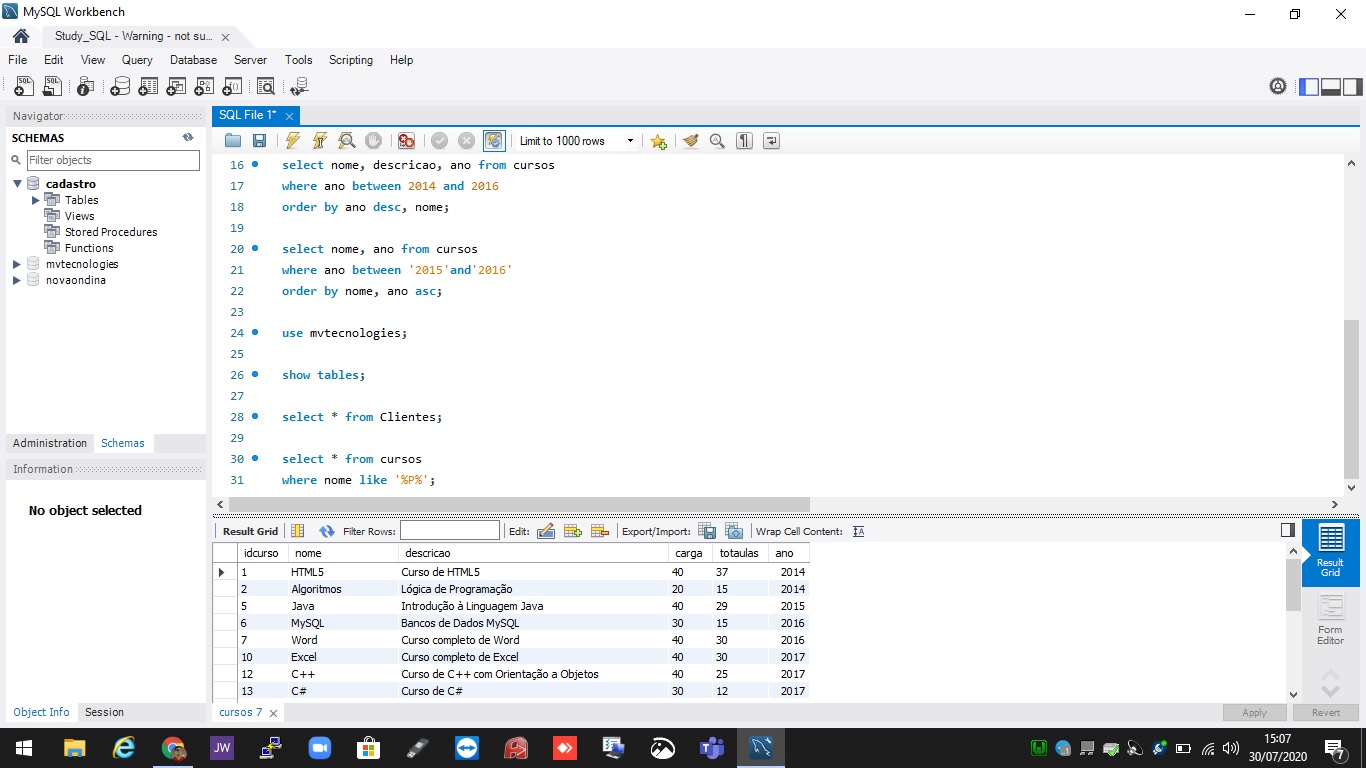 MySQL Workbench
Study_SQL - Warning - not su...
File Edit View Query Database Server Tools Scripting Help
Navigator
SCHEMAS
Filter objects
cadastro
Tables
Views
Stored Procedures
Functions
mvtecnologies
novaondina
Administration Schemas
Information
No object selected
Object Info Session
SQL File 1*
Limit to 1000 rows
16 select nome, descricao, ano from cursos
17 where ano between 2014 and 2016
18 order by ano desc, nome;
19
20 select nome, ano from cursos
21 where ano between '2015'and'2016'
22 order by nome, ano asc;
23
24 use mvtecnologies;
25
26 show tables;
27
28 select * from Clientes;
29
30 select * from cursos
31 where nome like '%P%';
Result Grid Filter Rows: Edit: Export/Import: Wrap Cell Content:
idcurso nome descricao carga totaulas ano
1 HTML5 Curso de HTML5 40 37 2014
2 Algoritmos Lógica de Programação 20 15 2014
5 Java Introdução à Linguagem Java 40 29 2015
6 MySQL Bancos de Dados MySQL 30 15 2016
7 Word Curso completo de Word 40 30 2016
10 Excel Curso completo de Excel 40 30 2017
12 C++ Curso de C++ com Orientação a Objetos 40 25 2017
13 C# Curso de C# 30 12 2017
Result
Grid
Form
Editor
cursos 7
Apply Revert
JW
15:07
30/07/2020
7